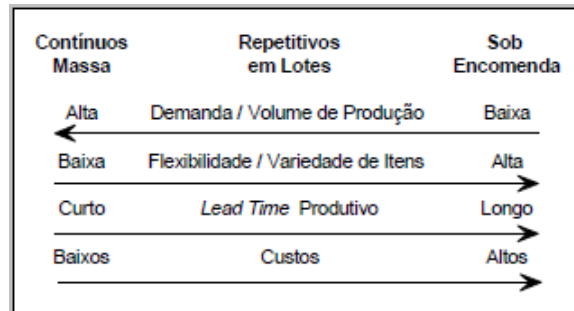 Contínuos Repetitivos Sob
Massa em Lotes Encomenda
Alta Demanda / Volume de Produção Baixa
Baixa Flexibilidade / Variedade de Itens Alta
Curto Lead Time Produtivo Longo
Baixos Custos Altos